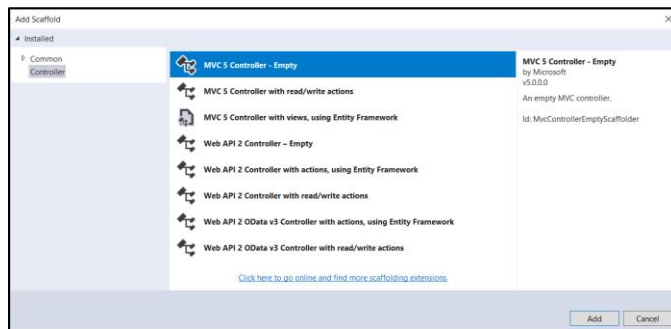 Add Scaffold
Installed
Common
Controller
MVC 5 Controller - Empty
MVC 5 Controller with read/write actions
MVC 5 Controller with views, using Entity Framework
Web API 2 Controller – Empty
Web API 2 Controller with actions, using Entity Framework
Web API 2 Controller with read/write actions
Web API 2 OData v3 Controller with actions, using Entity Framework
Web API 2 OData v3 Controller with read/write actions
Click here to go online and find more scaffolding extensions.
MVC 5 Controller - Empty
by Microsoft
v5.0.0.0
An empty MVC controller.
Id: MvcControllerEmptyScaffolder
Add
Cancel